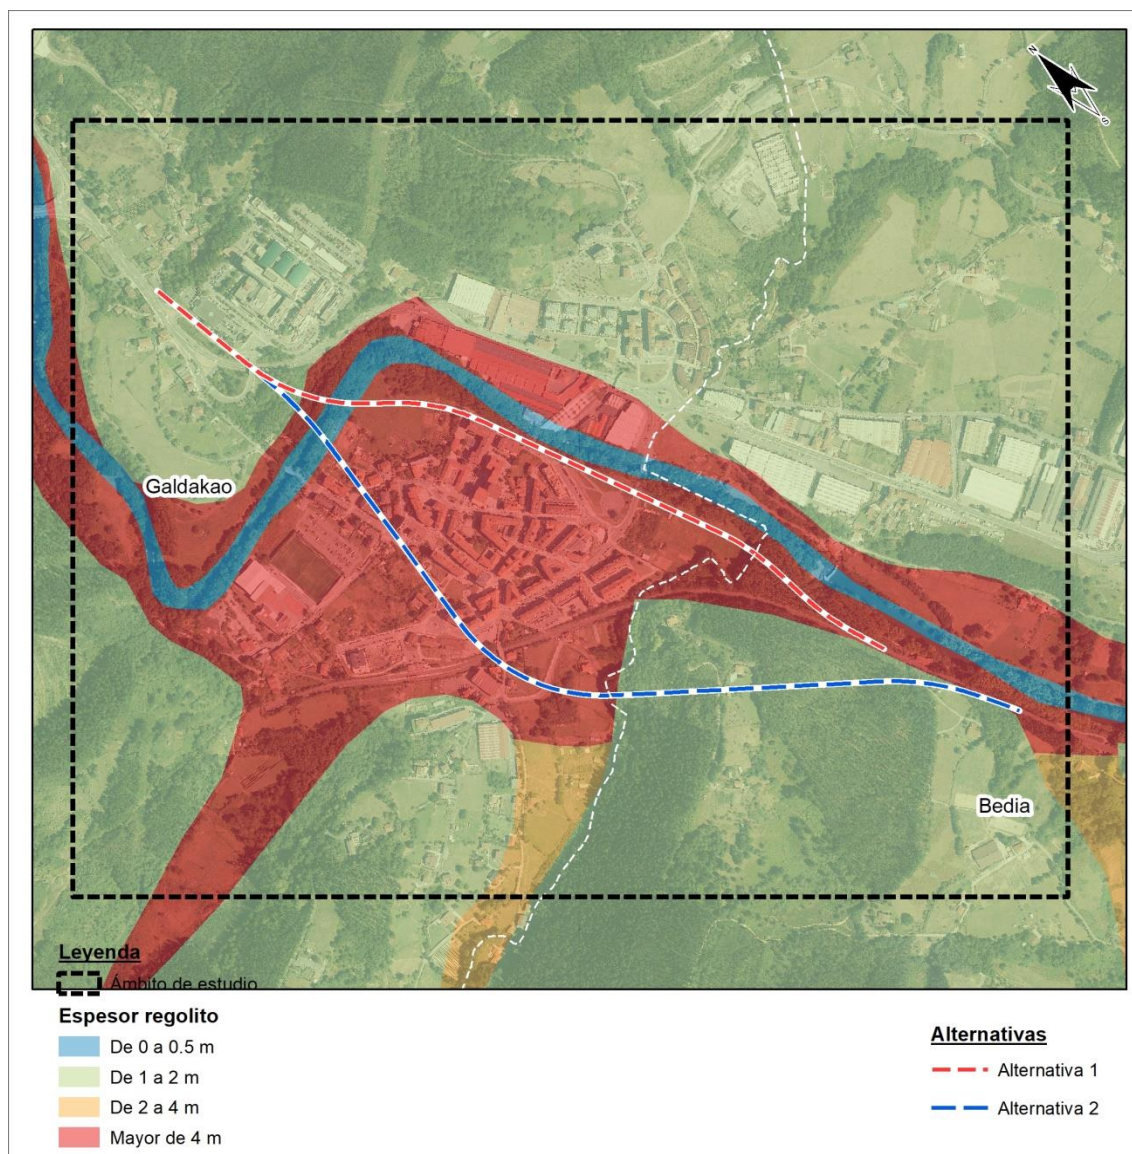 N
S
Galdakao
Bedia
Leyenda
Ámbito de estudio
Espesor regolito
De 0 a 0.5 m
De 1 a 2 m
De 2 a 4 m
Mayor de 4 m
Alternativas
Alternativa 1
Alternativa 2